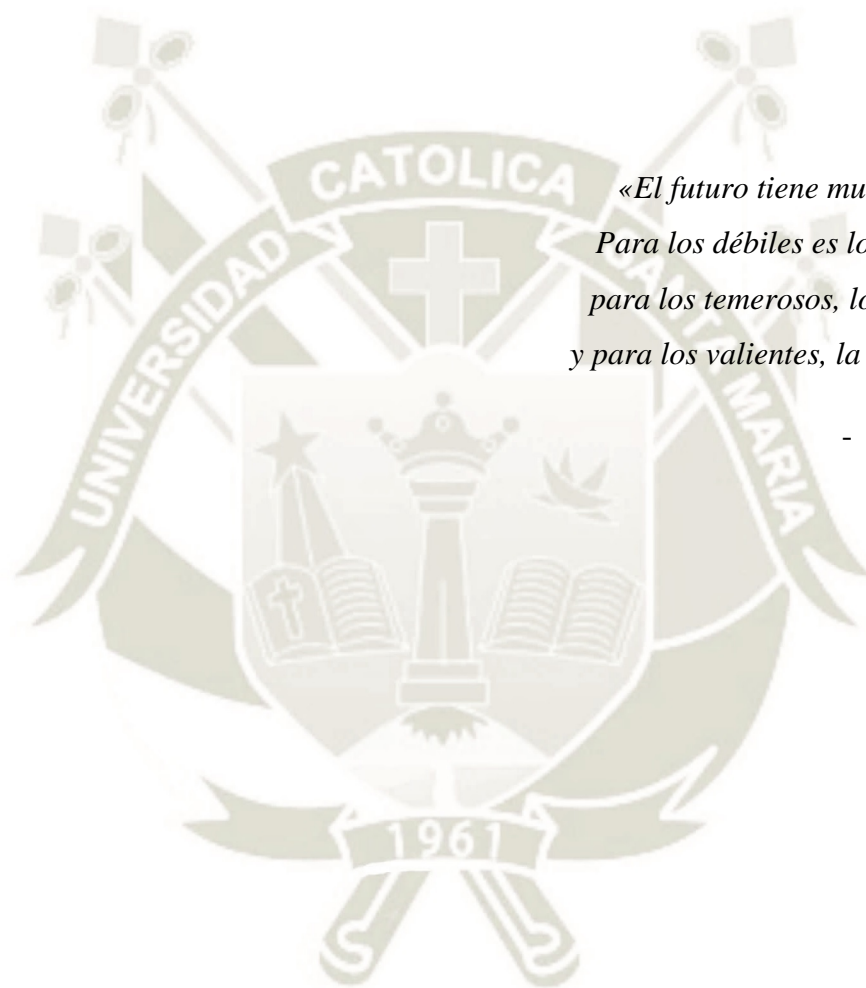 UNIVERSIDAD CATOLICA SANTA MARIA
«El futuro tiene mu
Para los débiles es lo
para los temerosos, lo
y para los valientes, la
-
1961